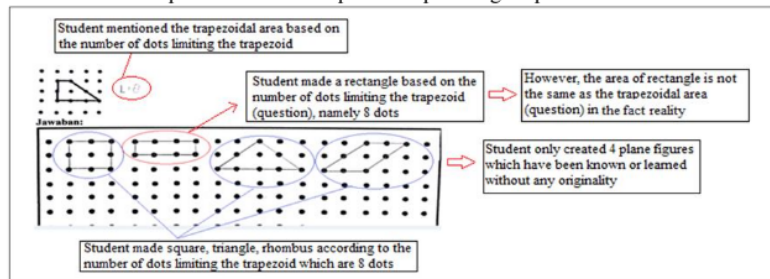 Student mentioned the trapezoidal area based on
the number of dots limiting the trapezoid
Student made a rectangle based on the
number of dots limiting the trapezoid
(question), namely 8 dots
However, the area of rectangle is not
the same as the trapezoidal area
(question) in the fact reality
Jawaban:
Student only created 4 plane figures
which have been known or learned
without any originality
Student made square, triangle, rhombus according to the
number of dots limiting the trapezoid which are 8 dots